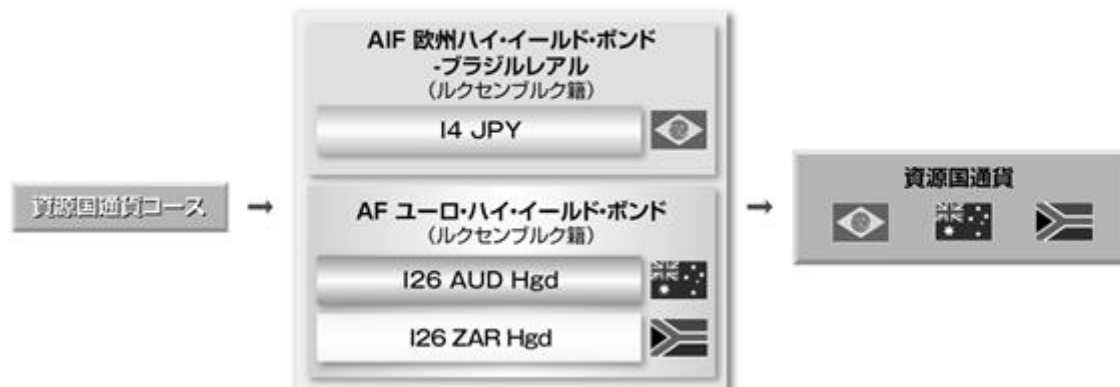 資源国通貨コース
AIF 欧州ハイ・イールド・ボンド
-ブラジルレアル
(ルクセンブルク籍)
I4 JPY
AF ユーロ・ハイ・イールド・ボンド
(ルクセンブルク籍)
I26 AUD Hgd
I26 ZAR Hgd
資源国通貨